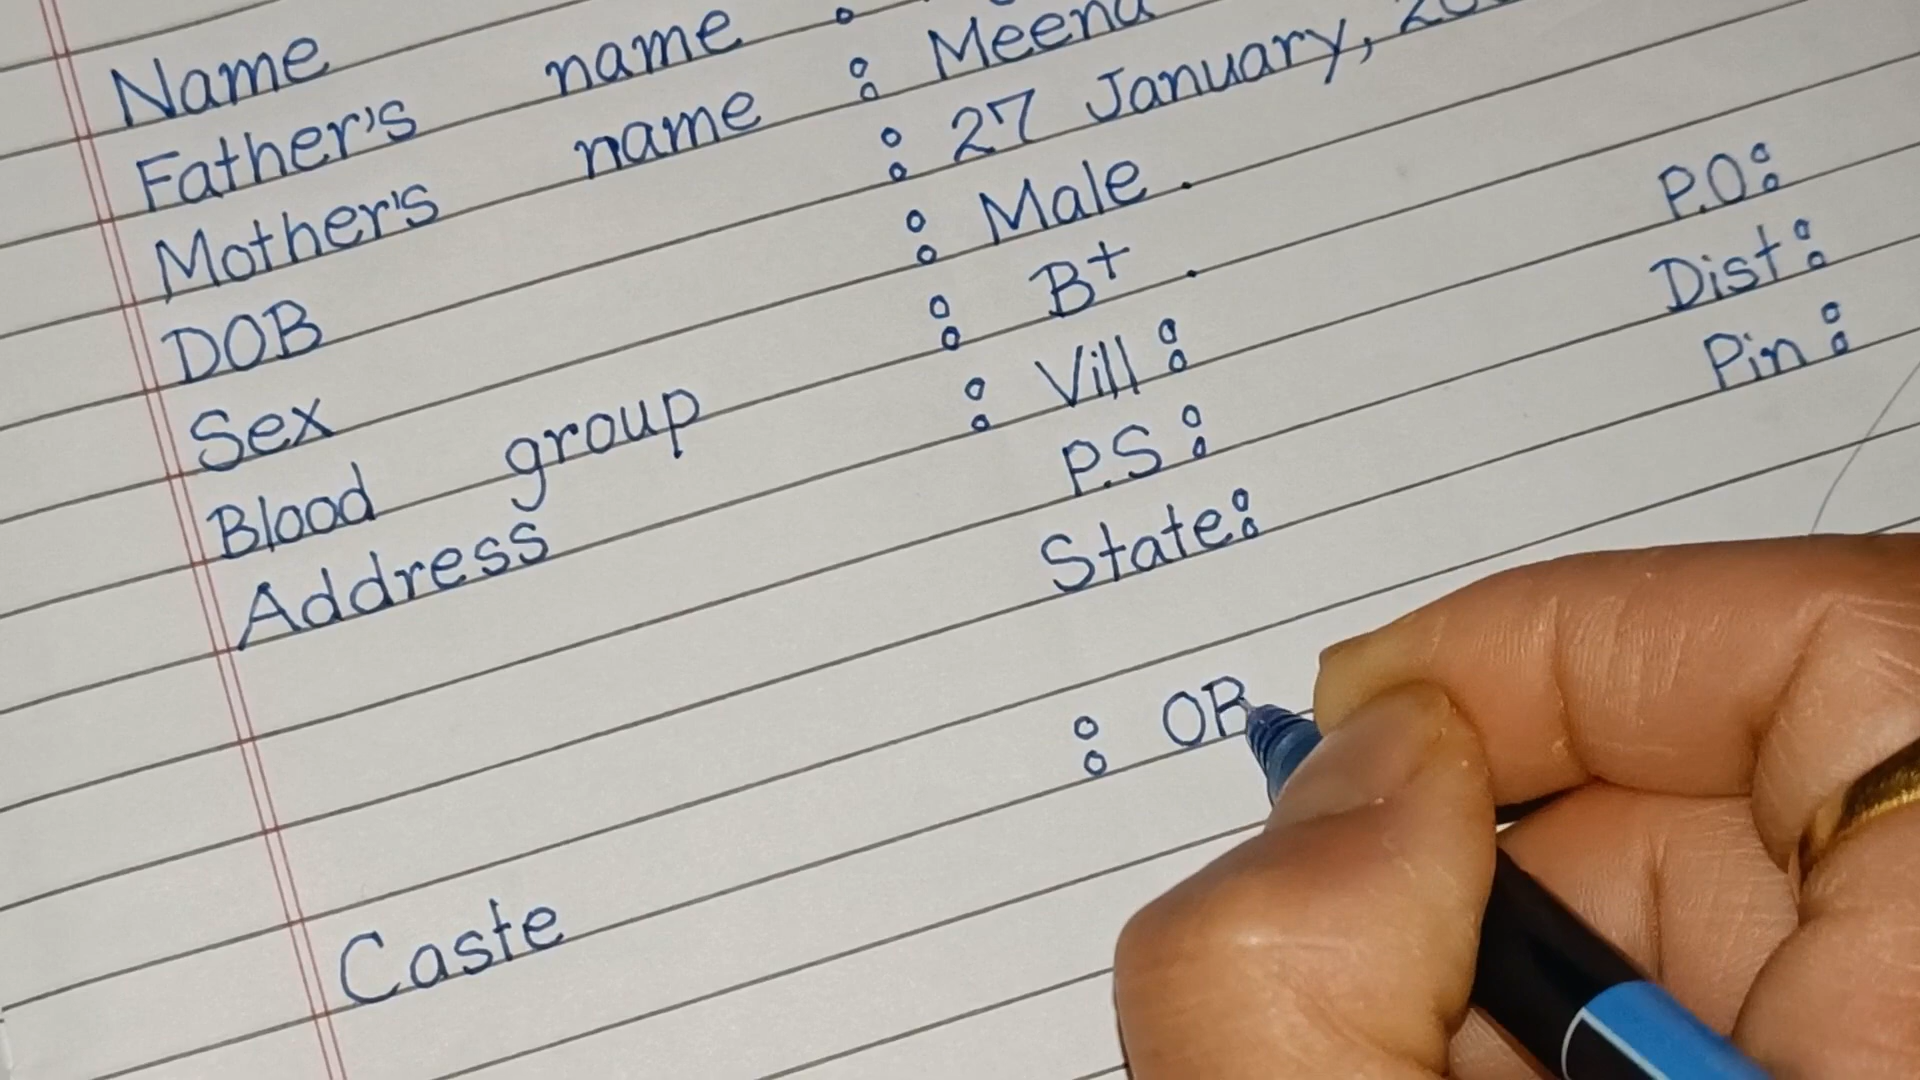 Name
Father's name :
Mother's name : Meena
DOB : 27 January,
Sex : Male.
Blood group : B+.
Address : Vill: P.O:
P.S: Dist:
State: Pin:
Caste : OB